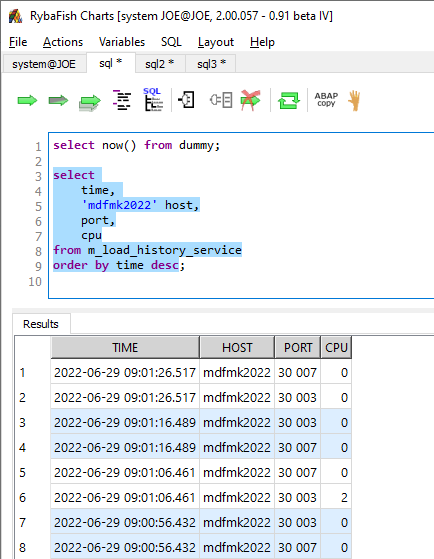 RybaFish Charts [system JOE@JOE, 2.00.057 - 0.91 beta IV]
File Actions Variables SQL Layout Help
system@JOE sql * sql2 * sql3 *
SQL ABAP copy
1 select now() from dummy;
2
3 select
4 time,
5 'mdfmk2022' host,
6 port,
7 cpu
8 from m_load_history_service
9 order by time desc;
10
Results
TIME HOST PORT CPU
1 2022-06-29 09:01:26.517 mdfmk2022 30 007 0
2 2022-06-29 09:01:26.517 mdfmk2022 30 003 0
3 2022-06-29 09:01:16.489 mdfmk2022 30 003 0
4 2022-06-29 09:01:16.489 mdfmk2022 30 007 0
5 2022-06-29 09:01:06.461 mdfmk2022 30 007 0
6 2022-06-29 09:01:06.461 mdfmk2022 30 003 2
7 2022-06-29 09:00:56.432 mdfmk2022 30 003 0
8 2022-06-29 09:00:56.432 mdfmk2022 30 007 0